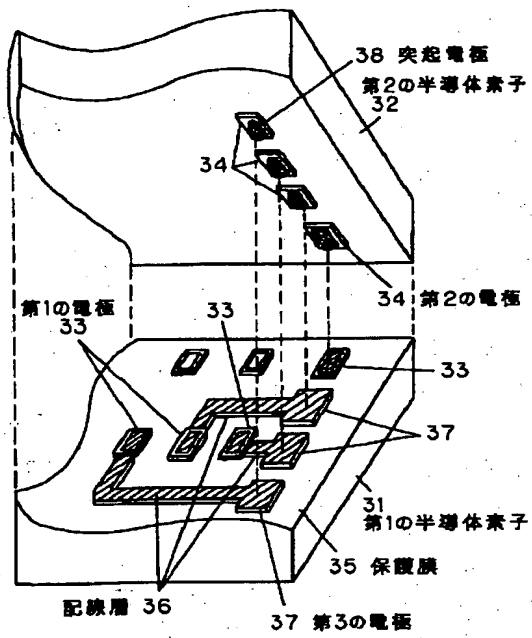 38 突起電極
第2の半導体素子
32
34
34 第2の電極
第1の電極
33
33
33
37
31
第1の半導体素子
35 保護膜
配線層 36
37 第3の電極